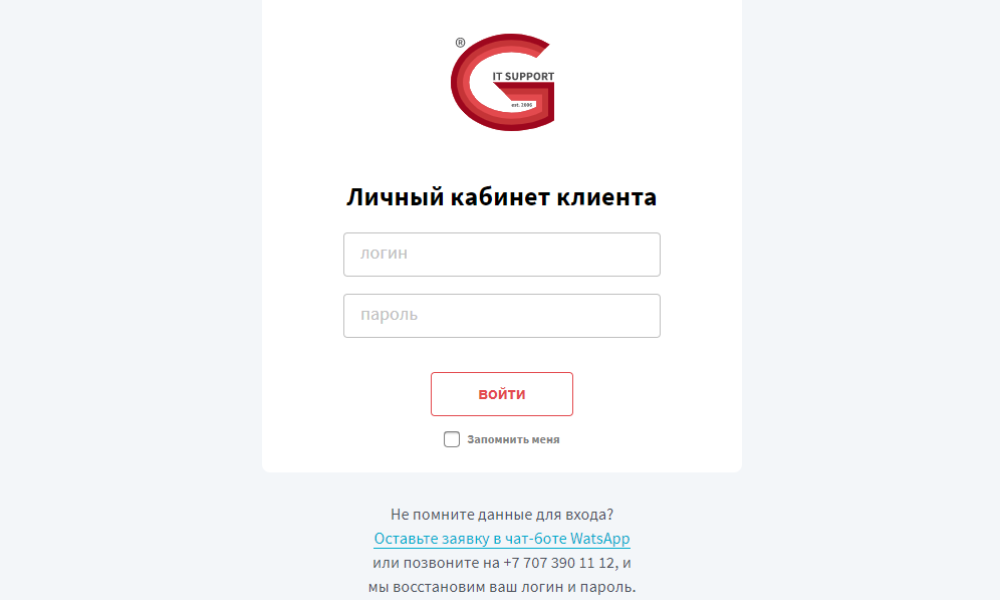 ®
IT SUPPORT
est. 2006
Личный кабинет клиента
логин
пароль
войти
Запомнить меня
Не помните данные для входа?
Оставьте заявку в чат-боте WatsApp
или позвоните на +7 707 390 11 12, и
мы восстановим ваш логин и пароль.